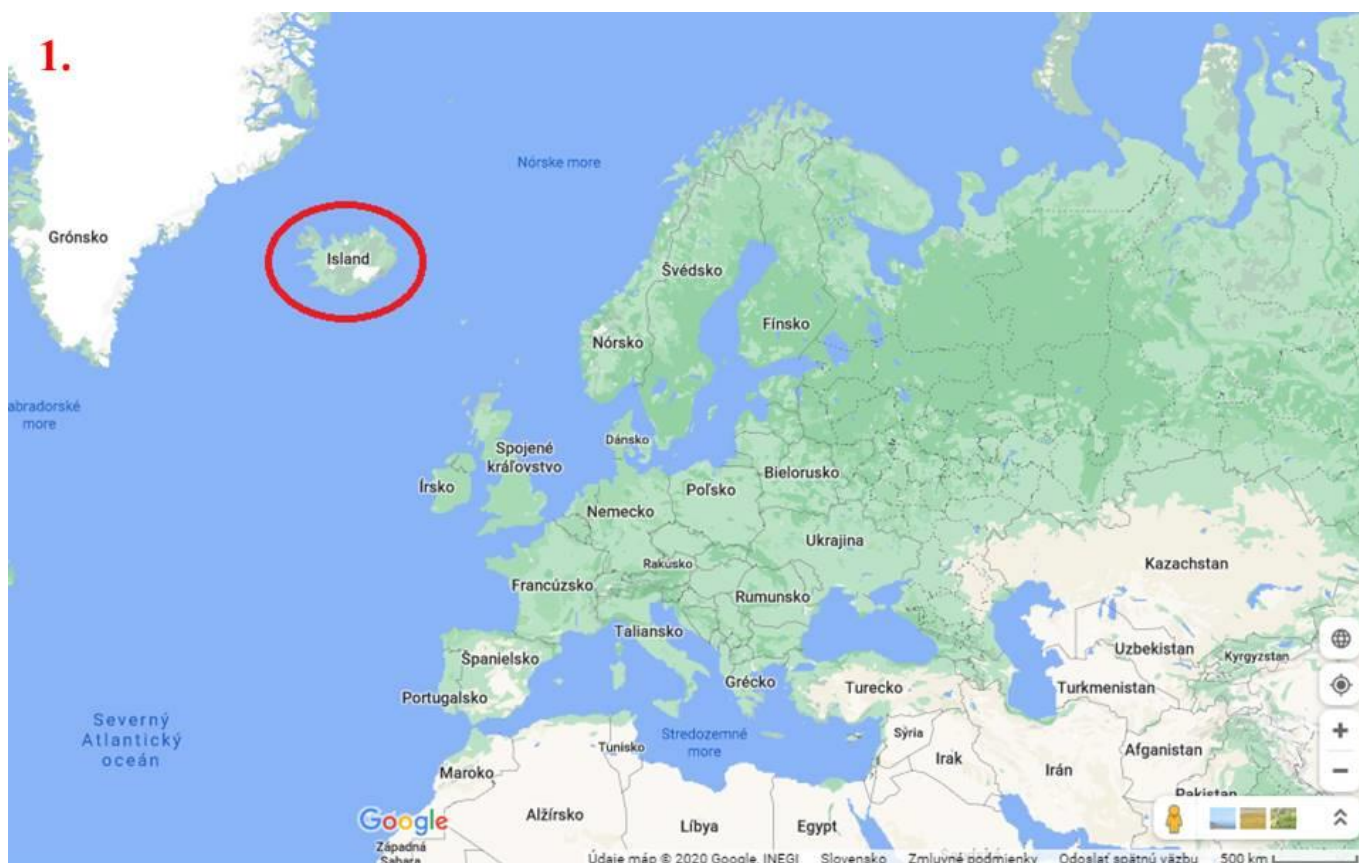 1.
Nórske more
Grónsko
Island
Švédsko
Fínsko
Nórsko
abradorské
more
Dánsko
Spojené
kráľovstvo
Bielorusko
Írsko
Poľsko
Nemecko
Ukrajina
Kazachstan
Rakúsko
Francúzsko
Rumunsko
Taliansko
Uzbekistan
Kyrgyzstan
Španielsko
Grécko
Turecko
Turkmenistan
Portugalsko
Severný
Atlantický
oceán
Stredozemné
more
Sýria
Tunisko
Afganistan
Irak
Irán
Maroko
Pakistan
Alžírsko
Líbya
Egypt
Google
Západná
Sahara
Údaje máp © 2020 Google, INEGI Slovensko Zmluvné podmienky Odoslať spätnú väzbu 500 km